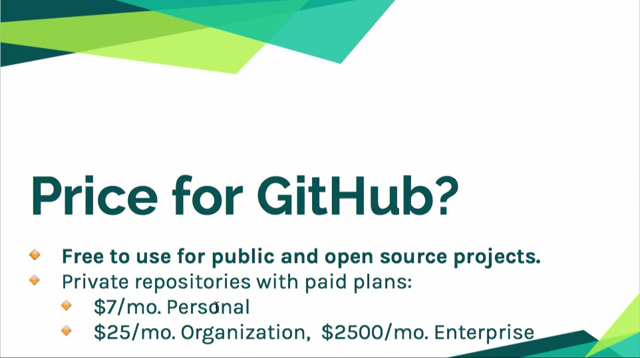 Price for GitHub?
Free to use for public and open source projects.
Private repositories with paid plans:
$7/mo. Personal
$25/mo. Organization, $2500/mo. Enterprise